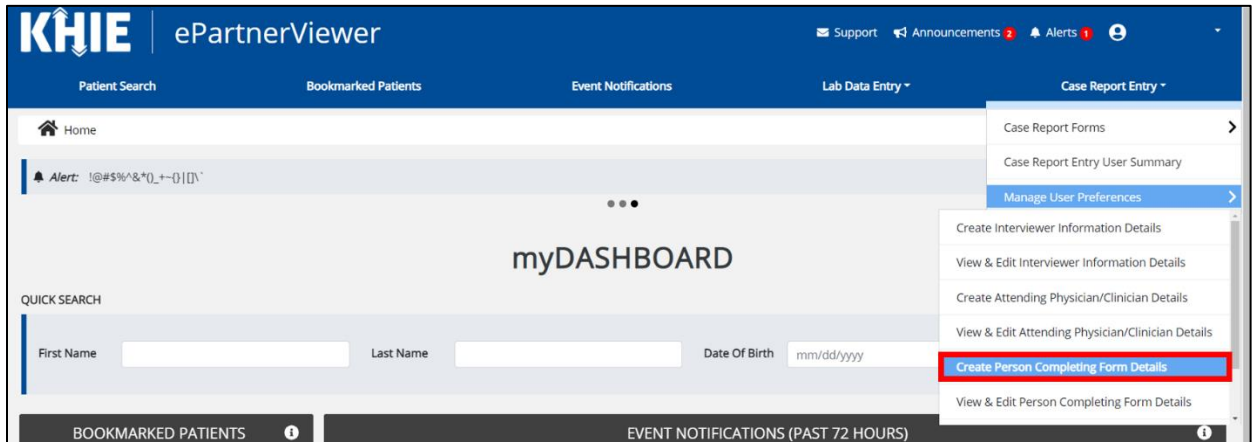 KHIE | ePartnerViewer
Support Announcements 2 Alerts 1
Patient Search Bookmarked Patients Event Notifications Lab Data Entry Case Report Entry
Home
Case Report Forms
Case Report Entry User Summary
Alert: !@#$%^&*()_+~{}|[]\`
Manage User Preferences
Create Interviewer Information Details
View & Edit Interviewer Information Details
Create Attending Physician/Clinician Details
View & Edit Attending Physician/Clinician Details
Create Person Completing Form Details
View & Edit Person Completing Form Details
myDASHBOARD
QUICK SEARCH
First Name Last Name Date Of Birth mm/dd/yyyy
BOOKMARKED PATIENTS EVENT NOTIFICATIONS (PAST 72 HOURS)